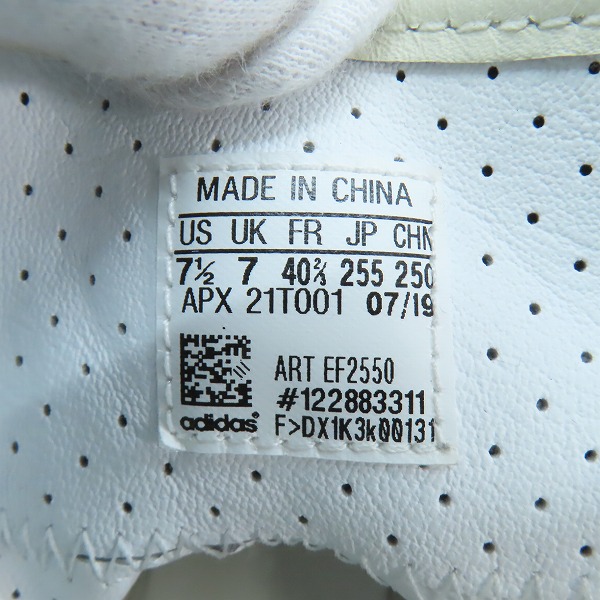 MADE IN CHINA
US UK FR JP CHN
7½ 7 40⅔ 255 250
APX 21T001 07/19
ART EF2550
#122883311
adidas® F>DX1K3k00131